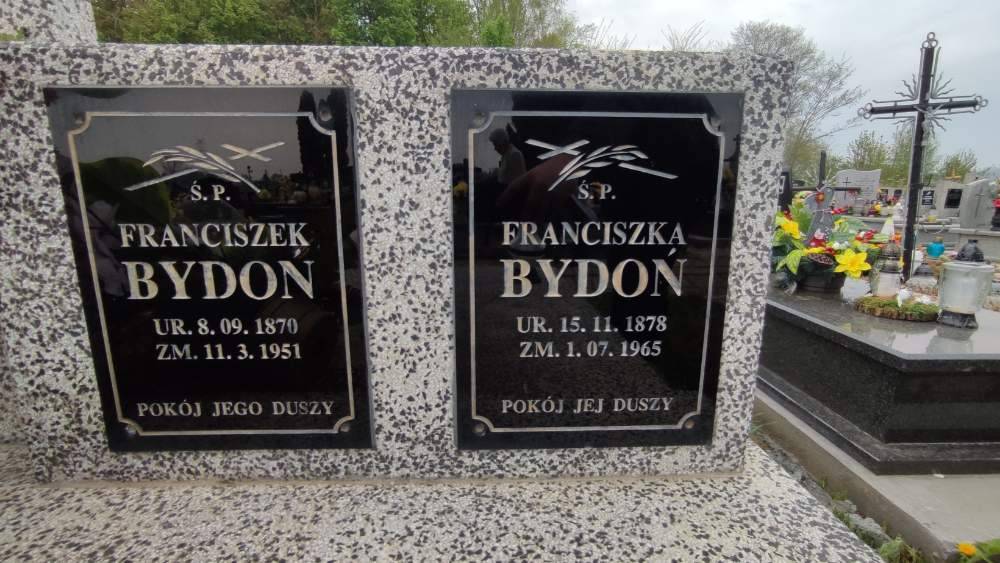 Ś.P.
FRANCISZEK
BYDOŃ
UR. 8. 09. 1870
ZM. 11. 3. 1951
POKÓJ JEGO DUSZY
Ś.P.
FRANCISZKA
BYDOŃ
UR. 15. 11. 1878
ZM. 1. 07. 1965
POKÓJ JEJ DUSZY